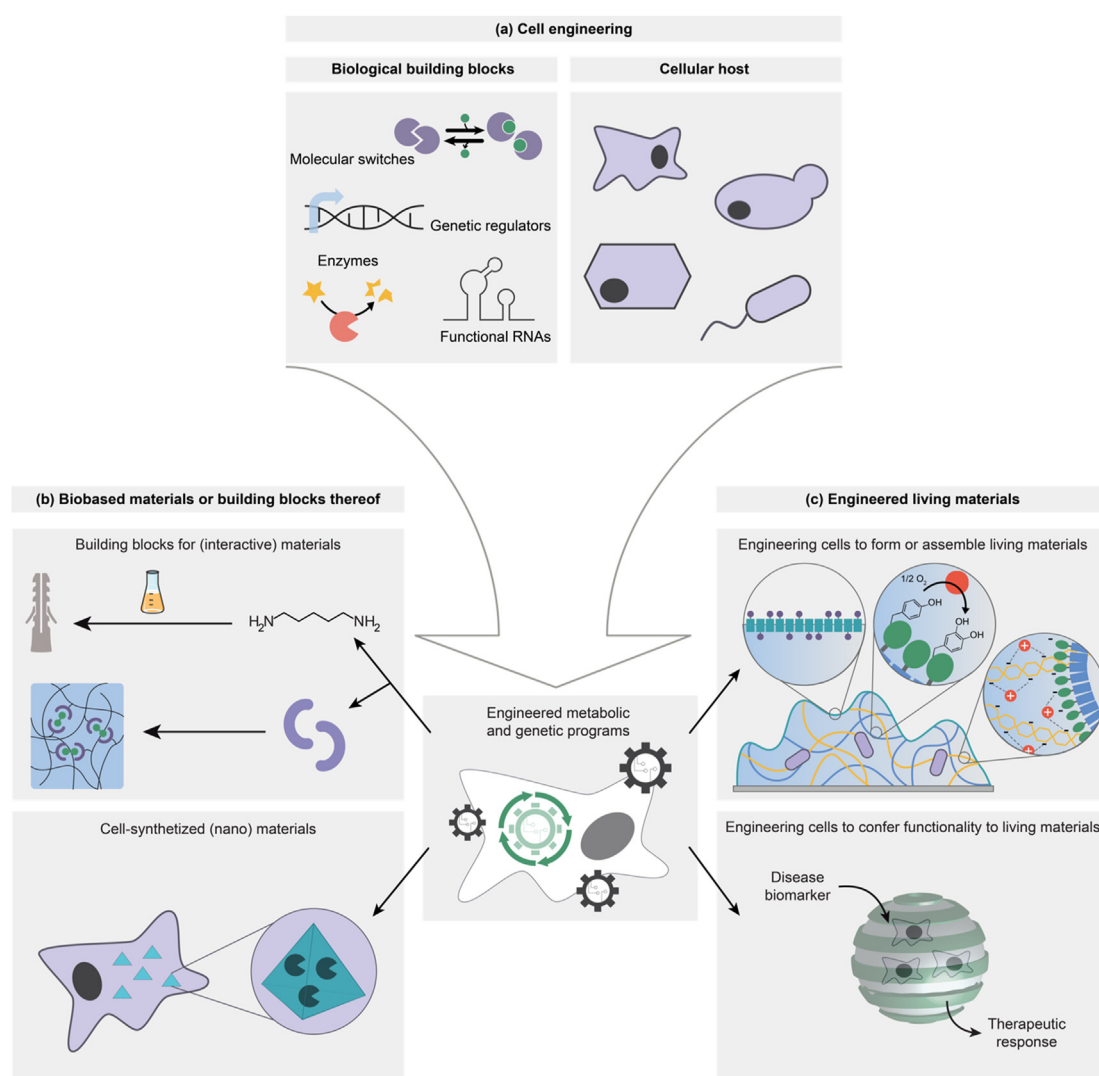 (a) Cell engineering
Biological building blocks
Cellular host
Molecular switches
Genetic regulators
Enzymes
Functional RNAs
(b) Biobased materials or building blocks thereof
Building blocks for (interactive) materials
H₂N
NH₂
Cell-synthetized (nano) materials
Engineered metabolic
and genetic programs
(c) Engineered living materials
Engineering cells to form or assemble living materials
1/2 O₂
OH
OH
OH
+
+
+
+
Engineering cells to confer functionality to living materials
Disease
biomarker
Therapeutic
response